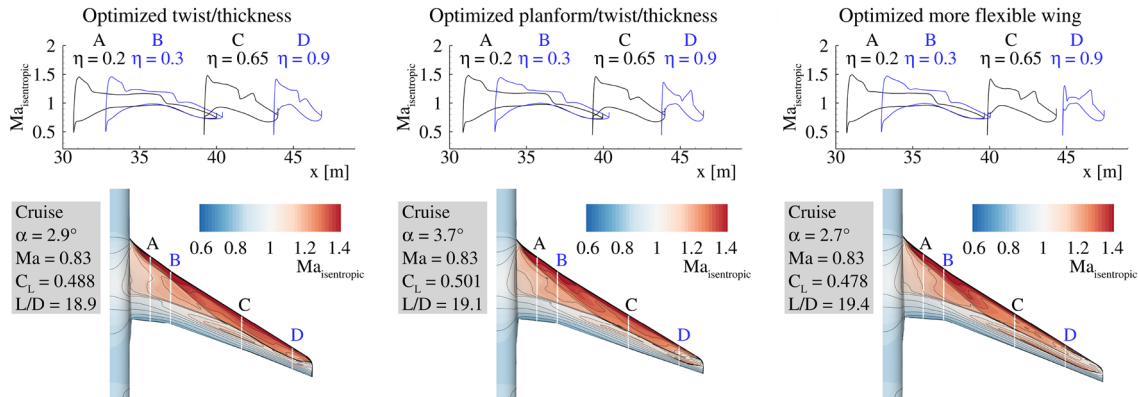 Optimized twist/thickness
A B C D
η = 0.2 η = 0.3 η = 0.65 η = 0.9
Ma_isentropic
2
1.5
1
0.5
30 35 40 45
x [m]
Cruise
α = 2.9°
Ma = 0.83
C_L = 0.488
L/D = 18.9
0.6 0.8 1 1.4
Ma_isentropic
A
B
C
D
Optimized planform/twist/thickness
A B C D
η = 0.2 η = 0.3 η = 0.65 η = 0.9
Ma_isentropic
2
1.5
1
0.5
30 35 40 45
x [m]
Cruise
α = 3.7°
Ma = 0.83
C_L = 0.501
L/D = 19.1
0.6 0.8 1 1.4
Ma_isentropic
A
B
C
D
Optimized more flexible wing
A B C D
η = 0.2 η = 0.3 η = 0.65 η = 0.9
Ma_isentropic
2
1.5
1
0.5
30 35 40 45
x [m]
Cruise
α = 2.7°
Ma = 0.83
C_L = 0.478
L/D = 19.4
0.6 0.8 1 1.4
Ma_isentropic
A
B
C
D